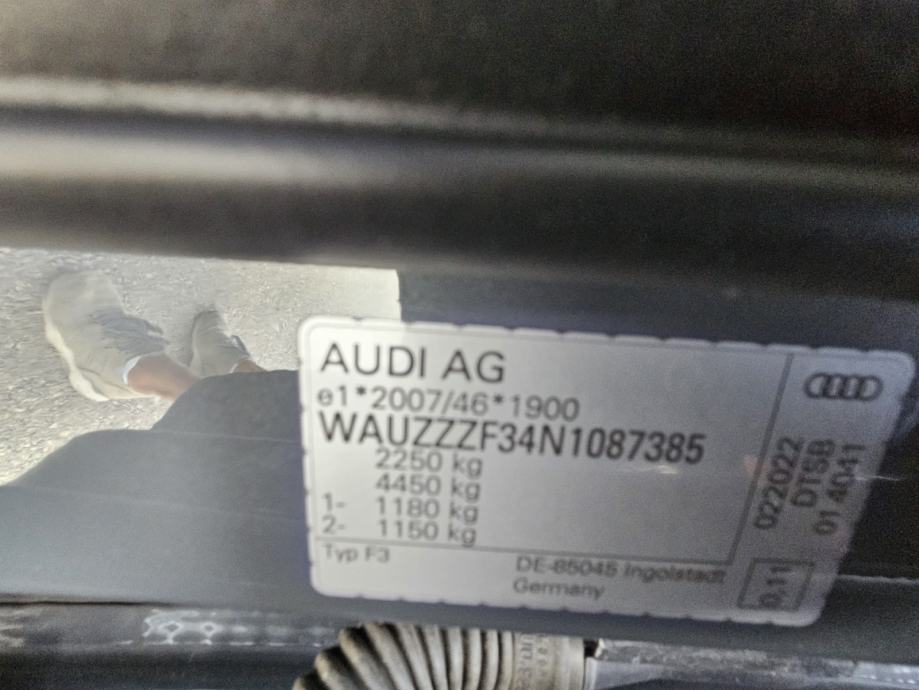 AUDI AG
e1*2007/46*1900
WAUZZZF34N1087385
2250 kg
4450 kg
1- 1180 kg
2- 1150 kg
Typ F3
DE-85045 Ingolstadt
Germany
022022
DTSB
01 4041
0,11